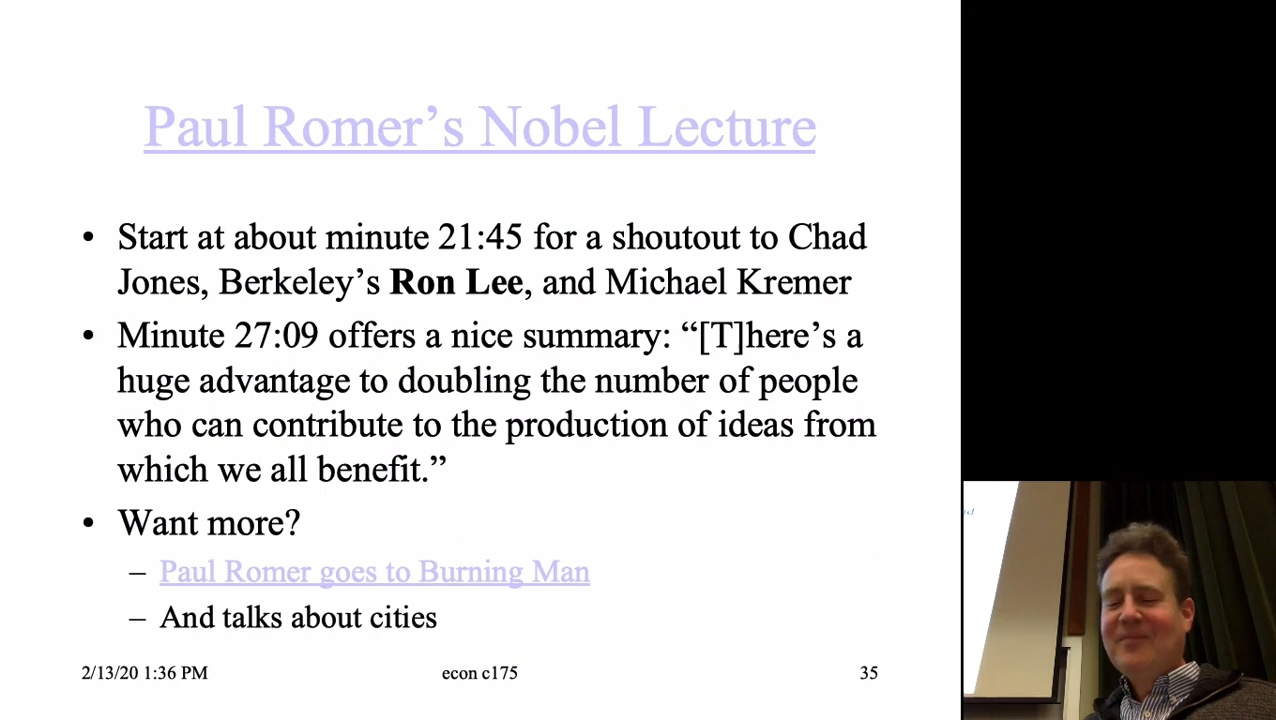 Paul Romer’s Nobel Lecture
• Start at about minute 21:45 for a shoutout to Chad
Jones, Berkeley’s Ron Lee, and Michael Kremer
• Minute 27:09 offers a nice summary: “[T]here’s a
huge advantage to doubling the number of people
who can contribute to the production of ideas from
which we all benefit.”
• Want more?
– Paul Romer goes to Burning Man
– And talks about cities
2/13/20 1:36 PM econ c175 35